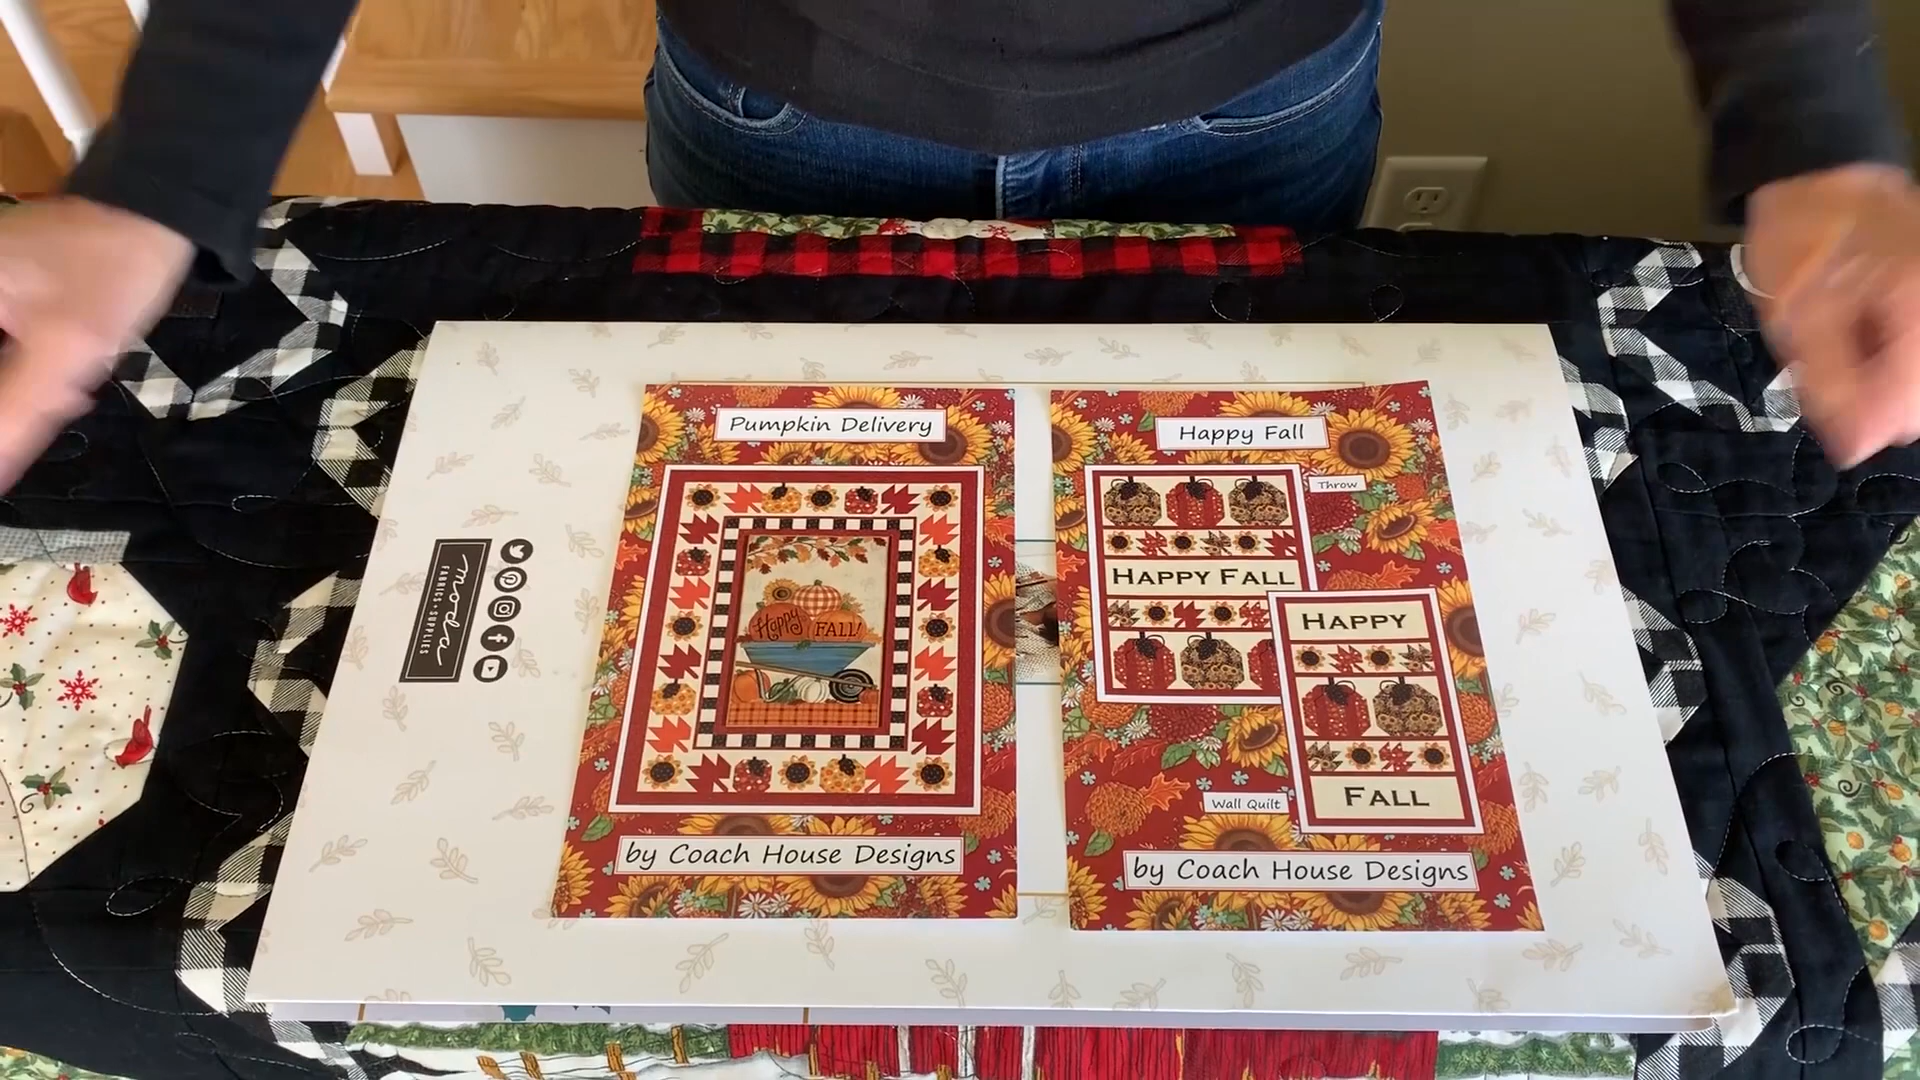 moda
FABRICS + SUPPLIES
Pumpkin Delivery
Happy
FALL!
by Coach House Designs
Happy Fall
Throw
HAPPY FALL
HAPPY
FALL
Wall Quilt
by Coach House Designs